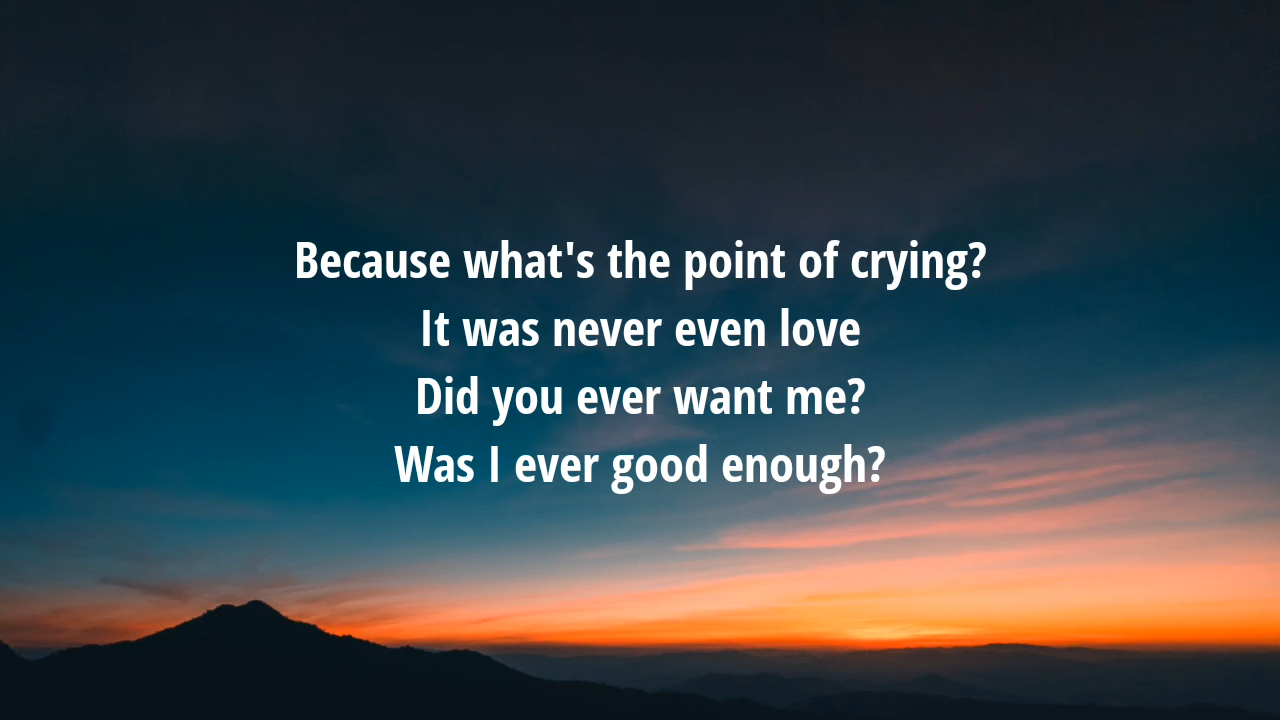 Because what's the point of crying?
It was never even love
Did you ever want me?
Was I ever good enough?